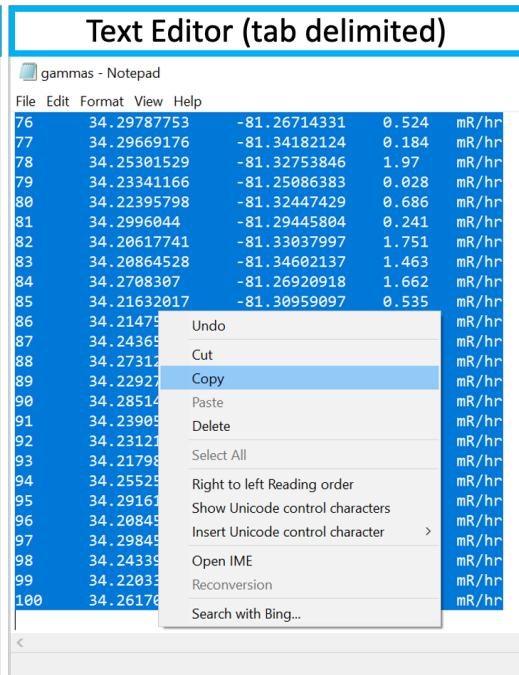 Text Editor (tab delimited)
gammas - Notepad
File Edit Format View Help
76 34.29787753 -81.26714331 0.524 mR/hr
77 34.29669176 -81.34182124 0.184 mR/hr
78 34.25301529 -81.32753846 1.97 mR/hr
79 34.23341166 -81.25086383 0.028 mR/hr
80 34.22395798 -81.32447429 0.686 mR/hr
81 34.2996044 -81.29445804 0.241 mR/hr
82 34.20617741 -81.33037997 1.751 mR/hr
83 34.20864528 -81.34602137 1.463 mR/hr
84 34.2708307 -81.26920918 1.662 mR/hr
85 34.21632017 -81.30959097 0.535 mR/hr
86 34.21475 mR/hr
87 34.24365 mR/hr
88 34.27312 mR/hr
89 34.22927 mR/hr
90 34.28514 mR/hr
91 34.23905 mR/hr
92 34.23121 mR/hr
93 34.21798 mR/hr
94 34.25525 mR/hr
95 34.29161 mR/hr
96 34.20845 mR/hr
97 34.29845 mR/hr
98 34.24339 mR/hr
99 34.22033 mR/hr
100 34.26170 mR/hr
Undo
Cut
Copy
Paste
Delete
Select All
Right to left Reading order
Show Unicode control characters
Insert Unicode control character >
Open IME
Reconversion
Search with Bing...